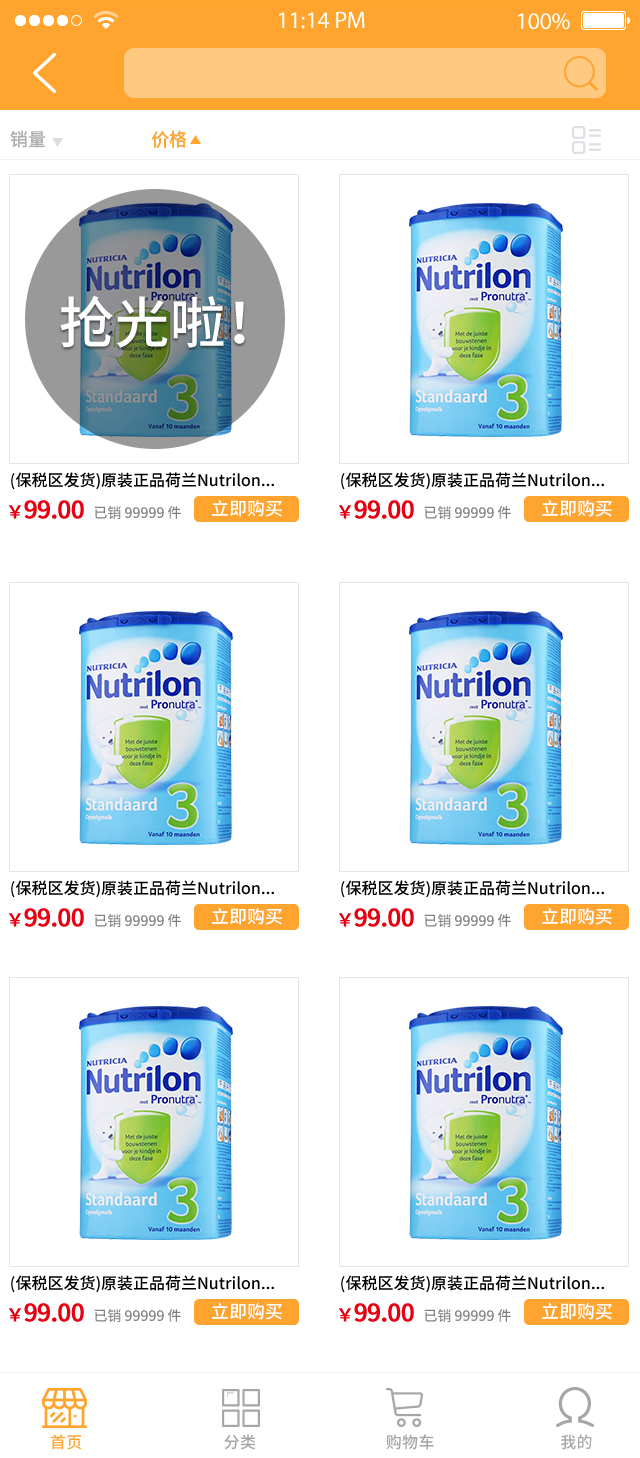 11:14 PM
100%
销量
价格
NUTRICIA
Nutrilon
met Pronutra
抢光啦!
Met de juiste
bouwstenen
voor je kindje in
deze fase
Standaard
Opvolgmelk
3
Vanaf 10 maanden
NUTRICIA
Nutrilon
met Pronutra
Met de juiste
bouwstenen
voor je kindje in
deze fase
Standaard
Opvolgmelk
3
Vanaf 10 maanden
(保税区发货)原装正品荷兰Nutrilon...
¥99.00 已销 99999 件 立即购买
(保税区发货)原装正品荷兰Nutrilon...
¥99.00 已销 99999 件 立即购买
NUTRICIA
Nutrilon
met Pronutra
Met de juiste
bouwstenen
voor je kindje in
deze fase
Standaard
Opvolgmelk
3
Vanaf 10 maanden
NUTRICIA
Nutrilon
met Pronutra
Met de juiste
bouwstenen
voor je kindje in
deze fase
Standaard
Opvolgmelk
3
Vanaf 10 maanden
(保税区发货)原装正品荷兰Nutrilon...
¥99.00 已销 99999 件 立即购买
(保税区发货)原装正品荷兰Nutrilon...
¥99.00 已销 99999 件 立即购买
NUTRICIA
Nutrilon
met Pronutra
Met de juiste
bouwstenen
voor je kindje in
deze fase
Standaard
Opvolgmelk
3
Vanaf 10 maanden
NUTRICIA
Nutrilon
met Pronutra
Met de juiste
bouwstenen
voor je kindje in
deze fase
Standaard
Opvolgmelk
3
Vanaf 10 maanden
(保税区发货)原装正品荷兰Nutrilon...
¥99.00 已销 99999 件 立即购买
(保税区发货)原装正品荷兰Nutrilon...
¥99.00 已销 99999 件 立即购买
首页
分类
购物车
我的